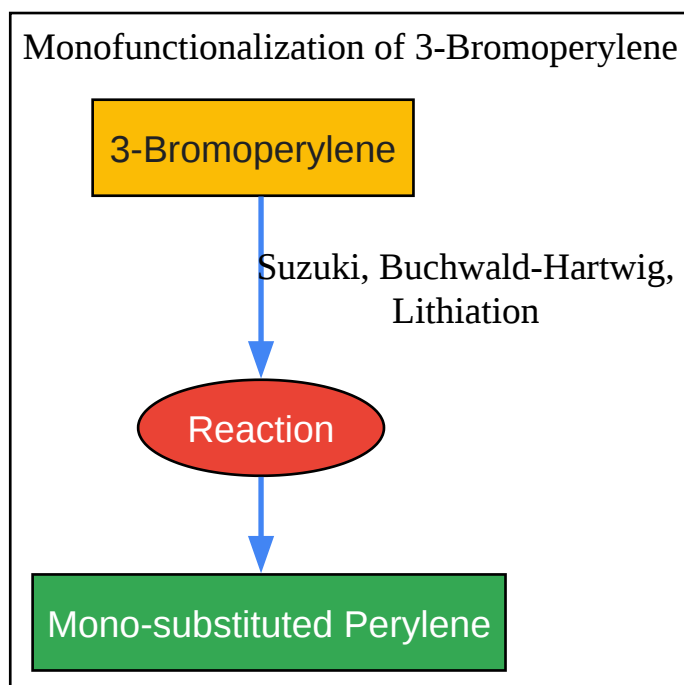 Monofunctionalization of 3-Bromoperylene
3-Bromoperylene
Suzuki, Buchwald-Hartwig,
Lithiation
Reaction
Mono-substituted Perylene